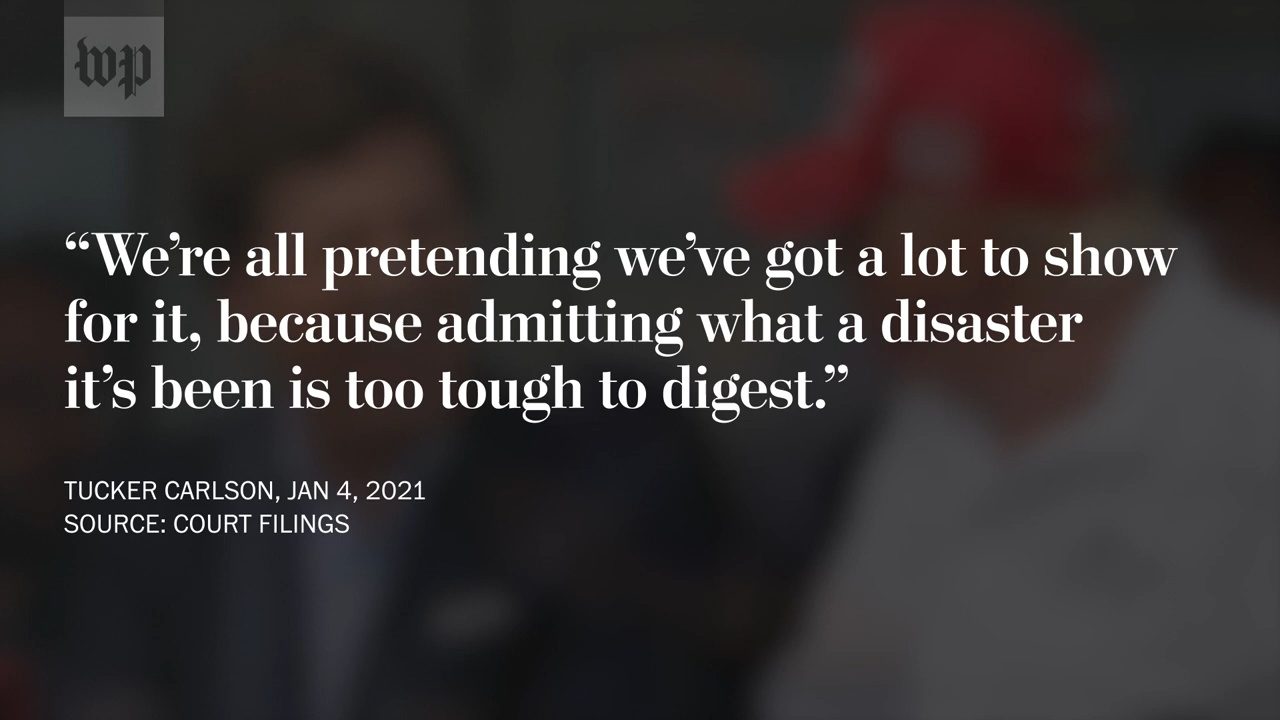 wp
“We’re all pretending we’ve got a lot to show
for it, because admitting what a disaster
it’s been is too tough to digest.”
TUCKER CARLSON, JAN 4, 2021
SOURCE: COURT FILINGS